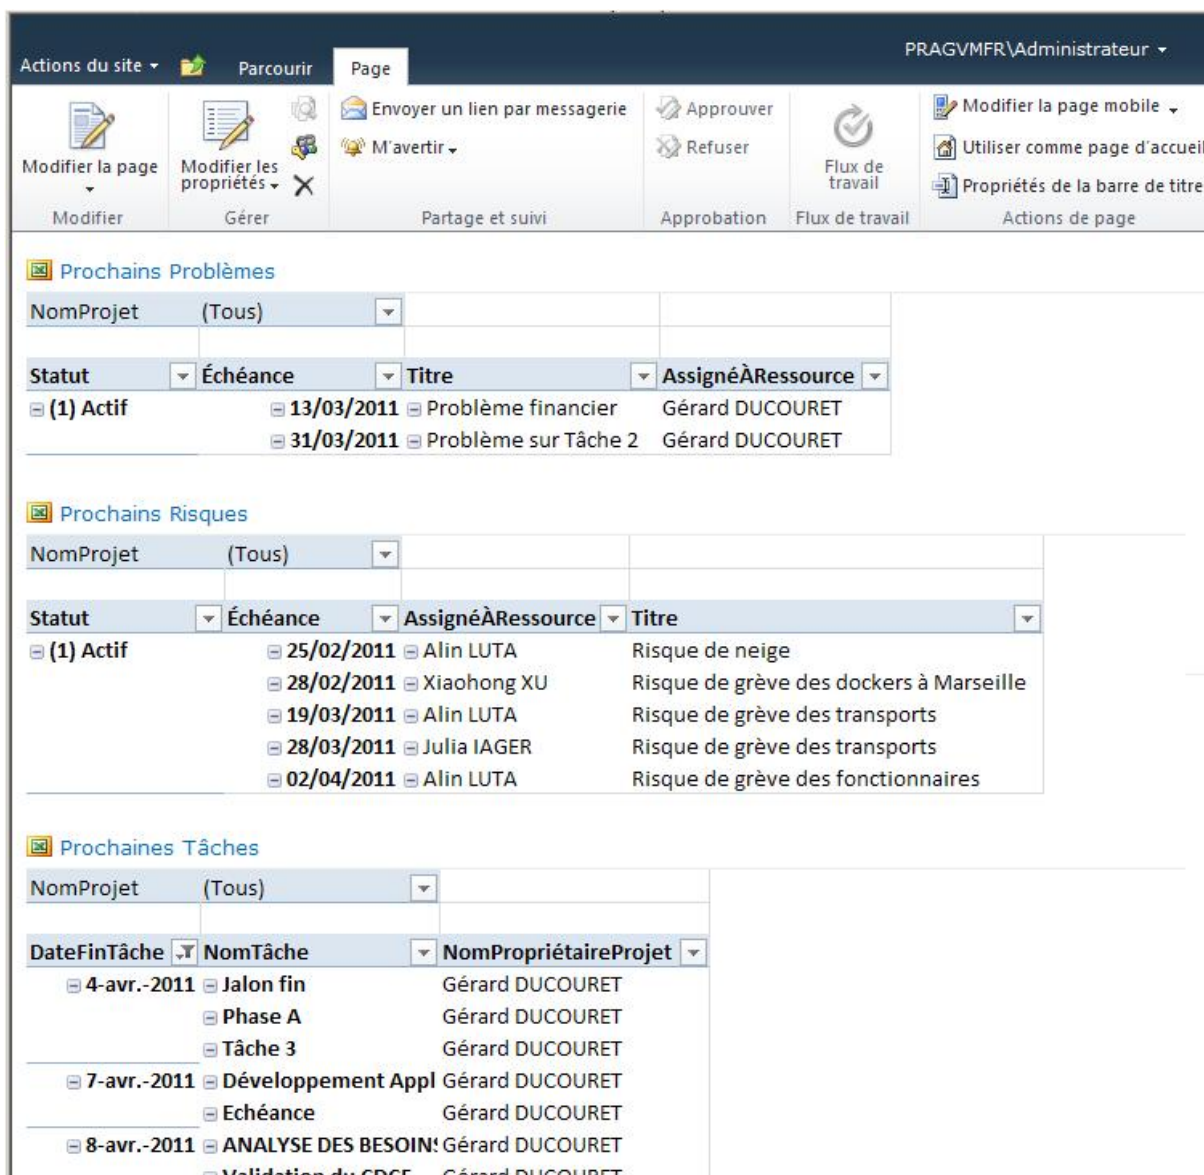 PRAGVMFR\Administrateur
Actions du site Parcourir Page
Modifier la page
Modifier les propriétés
Envoyer un lien par messagerie
M'avertir
Approuver
Refuser
Flux de travail
Modifier la page mobile
Utiliser comme page d'accueil
Propriétés de la barre de titre
Modifier Gérer Partage et suivi Approbation Flux de travail Actions de page
Prochains Problèmes
NomProjet (Tous)
Statut Échéance Titre AssignéÀRessource
(1) Actif 13/03/2011 Problème financier Gérard DUCOURET
31/03/2011 Problème sur Tâche 2 Gérard DUCOURET
Prochains Risques
NomProjet (Tous)
Statut Échéance AssignéÀRessource Titre
(1) Actif 25/02/2011 Alin LUTA Risque de neige
28/02/2011 Xiaohong XU Risque de grève des dockers à Marseille
19/03/2011 Alin LUTA Risque de grève des transports
28/03/2011 Julia IAGER Risque de grève des transports
02/04/2011 Alin LUTA Risque de grève des fonctionnaires
Prochaines Tâches
NomProjet (Tous)
DateFinTâche NomTâche NomPropriétaireProjet
4-avr.-2011 Jalon fin Gérard DUCOURET
Phase A Gérard DUCOURET
Tâche 3 Gérard DUCOURET
7-avr.-2011 Développement Appl Gérard DUCOURET
Echéance Gérard DUCOURET
8-avr.-2011 ANALYSE DES BESOINS Gérard DUCOURET
Validation du CDCF Gérard DUCOURET